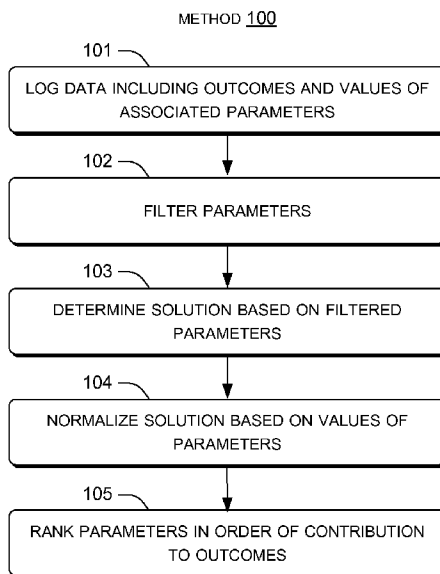 METHOD 100
101
LOG DATA INCLUDING OUTCOMES AND VALUES OF
ASSOCIATED PARAMETERS
102
FILTER PARAMETERS
103
DETERMINE SOLUTION BASED ON FILTERED
PARAMETERS
104
NORMALIZE SOLUTION BASED ON VALUES OF
PARAMETERS
105
RANK PARAMETERS IN ORDER OF CONTRIBUTION
TO OUTCOMES